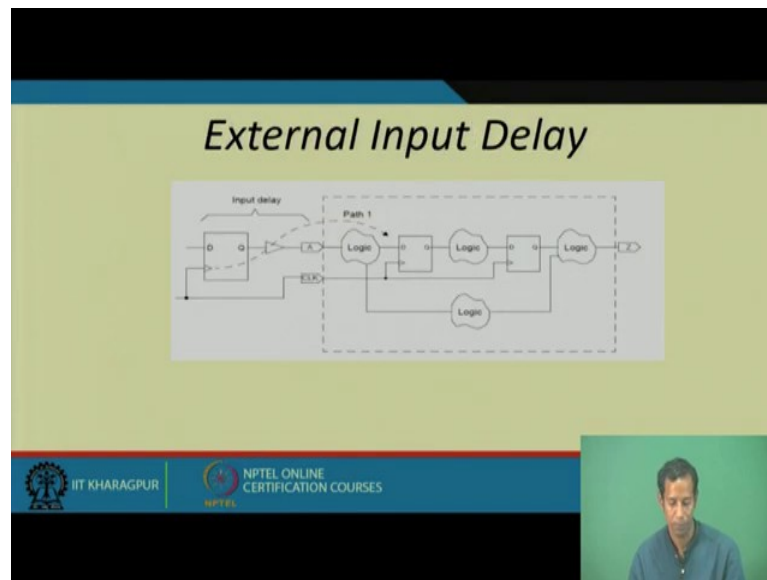 External Input Delay
Input delay
Path 1
D Q
A
Logic
D Q
Logic
D Q
Logic
Z
CLK
Logic
IIT KHARAGPUR
NPTEL ONLINE
CERTIFICATION COURSES
NPTEL